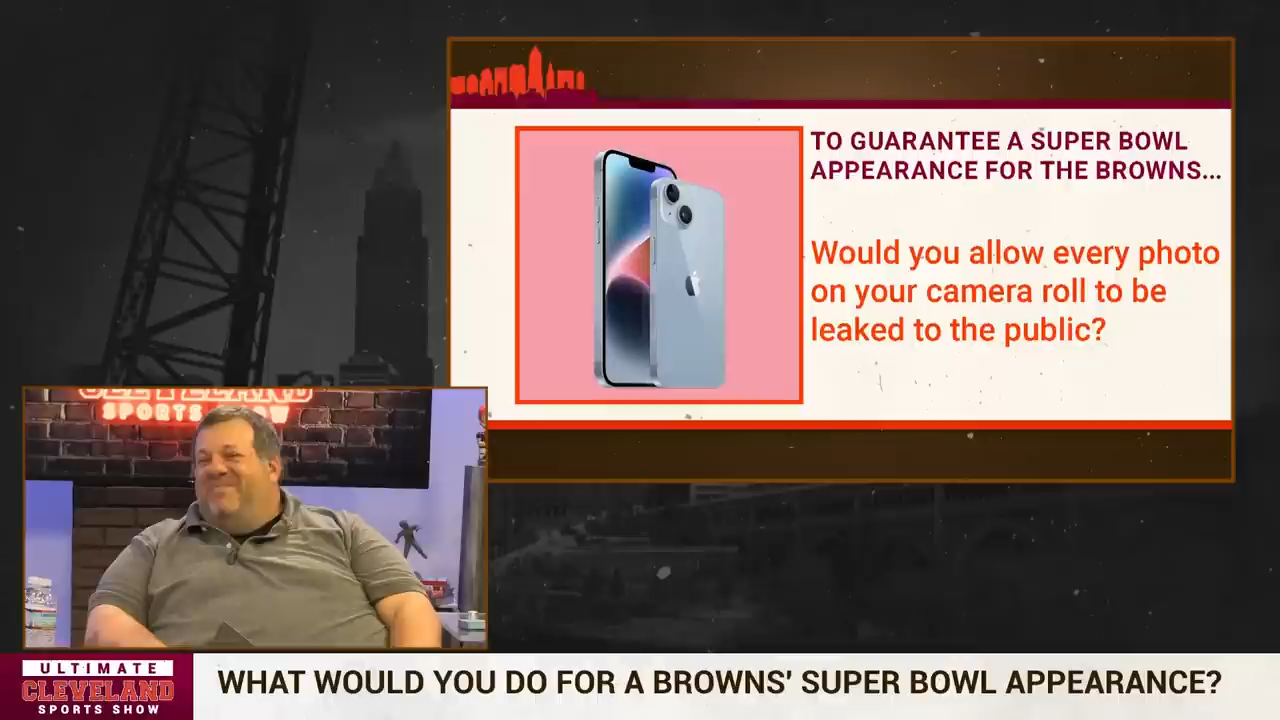 TO GUARANTEE A SUPER BOWL
APPEARANCE FOR THE BROWNS...
Would you allow every photo
on your camera roll to be
leaked to the public?
CLEVELAND
SPORTS SHOW
ULTIMATE
CLEVELAND
SPORTS SHOW
WHAT WOULD YOU DO FOR A BROWNS' SUPER BOWL APPEARANCE?